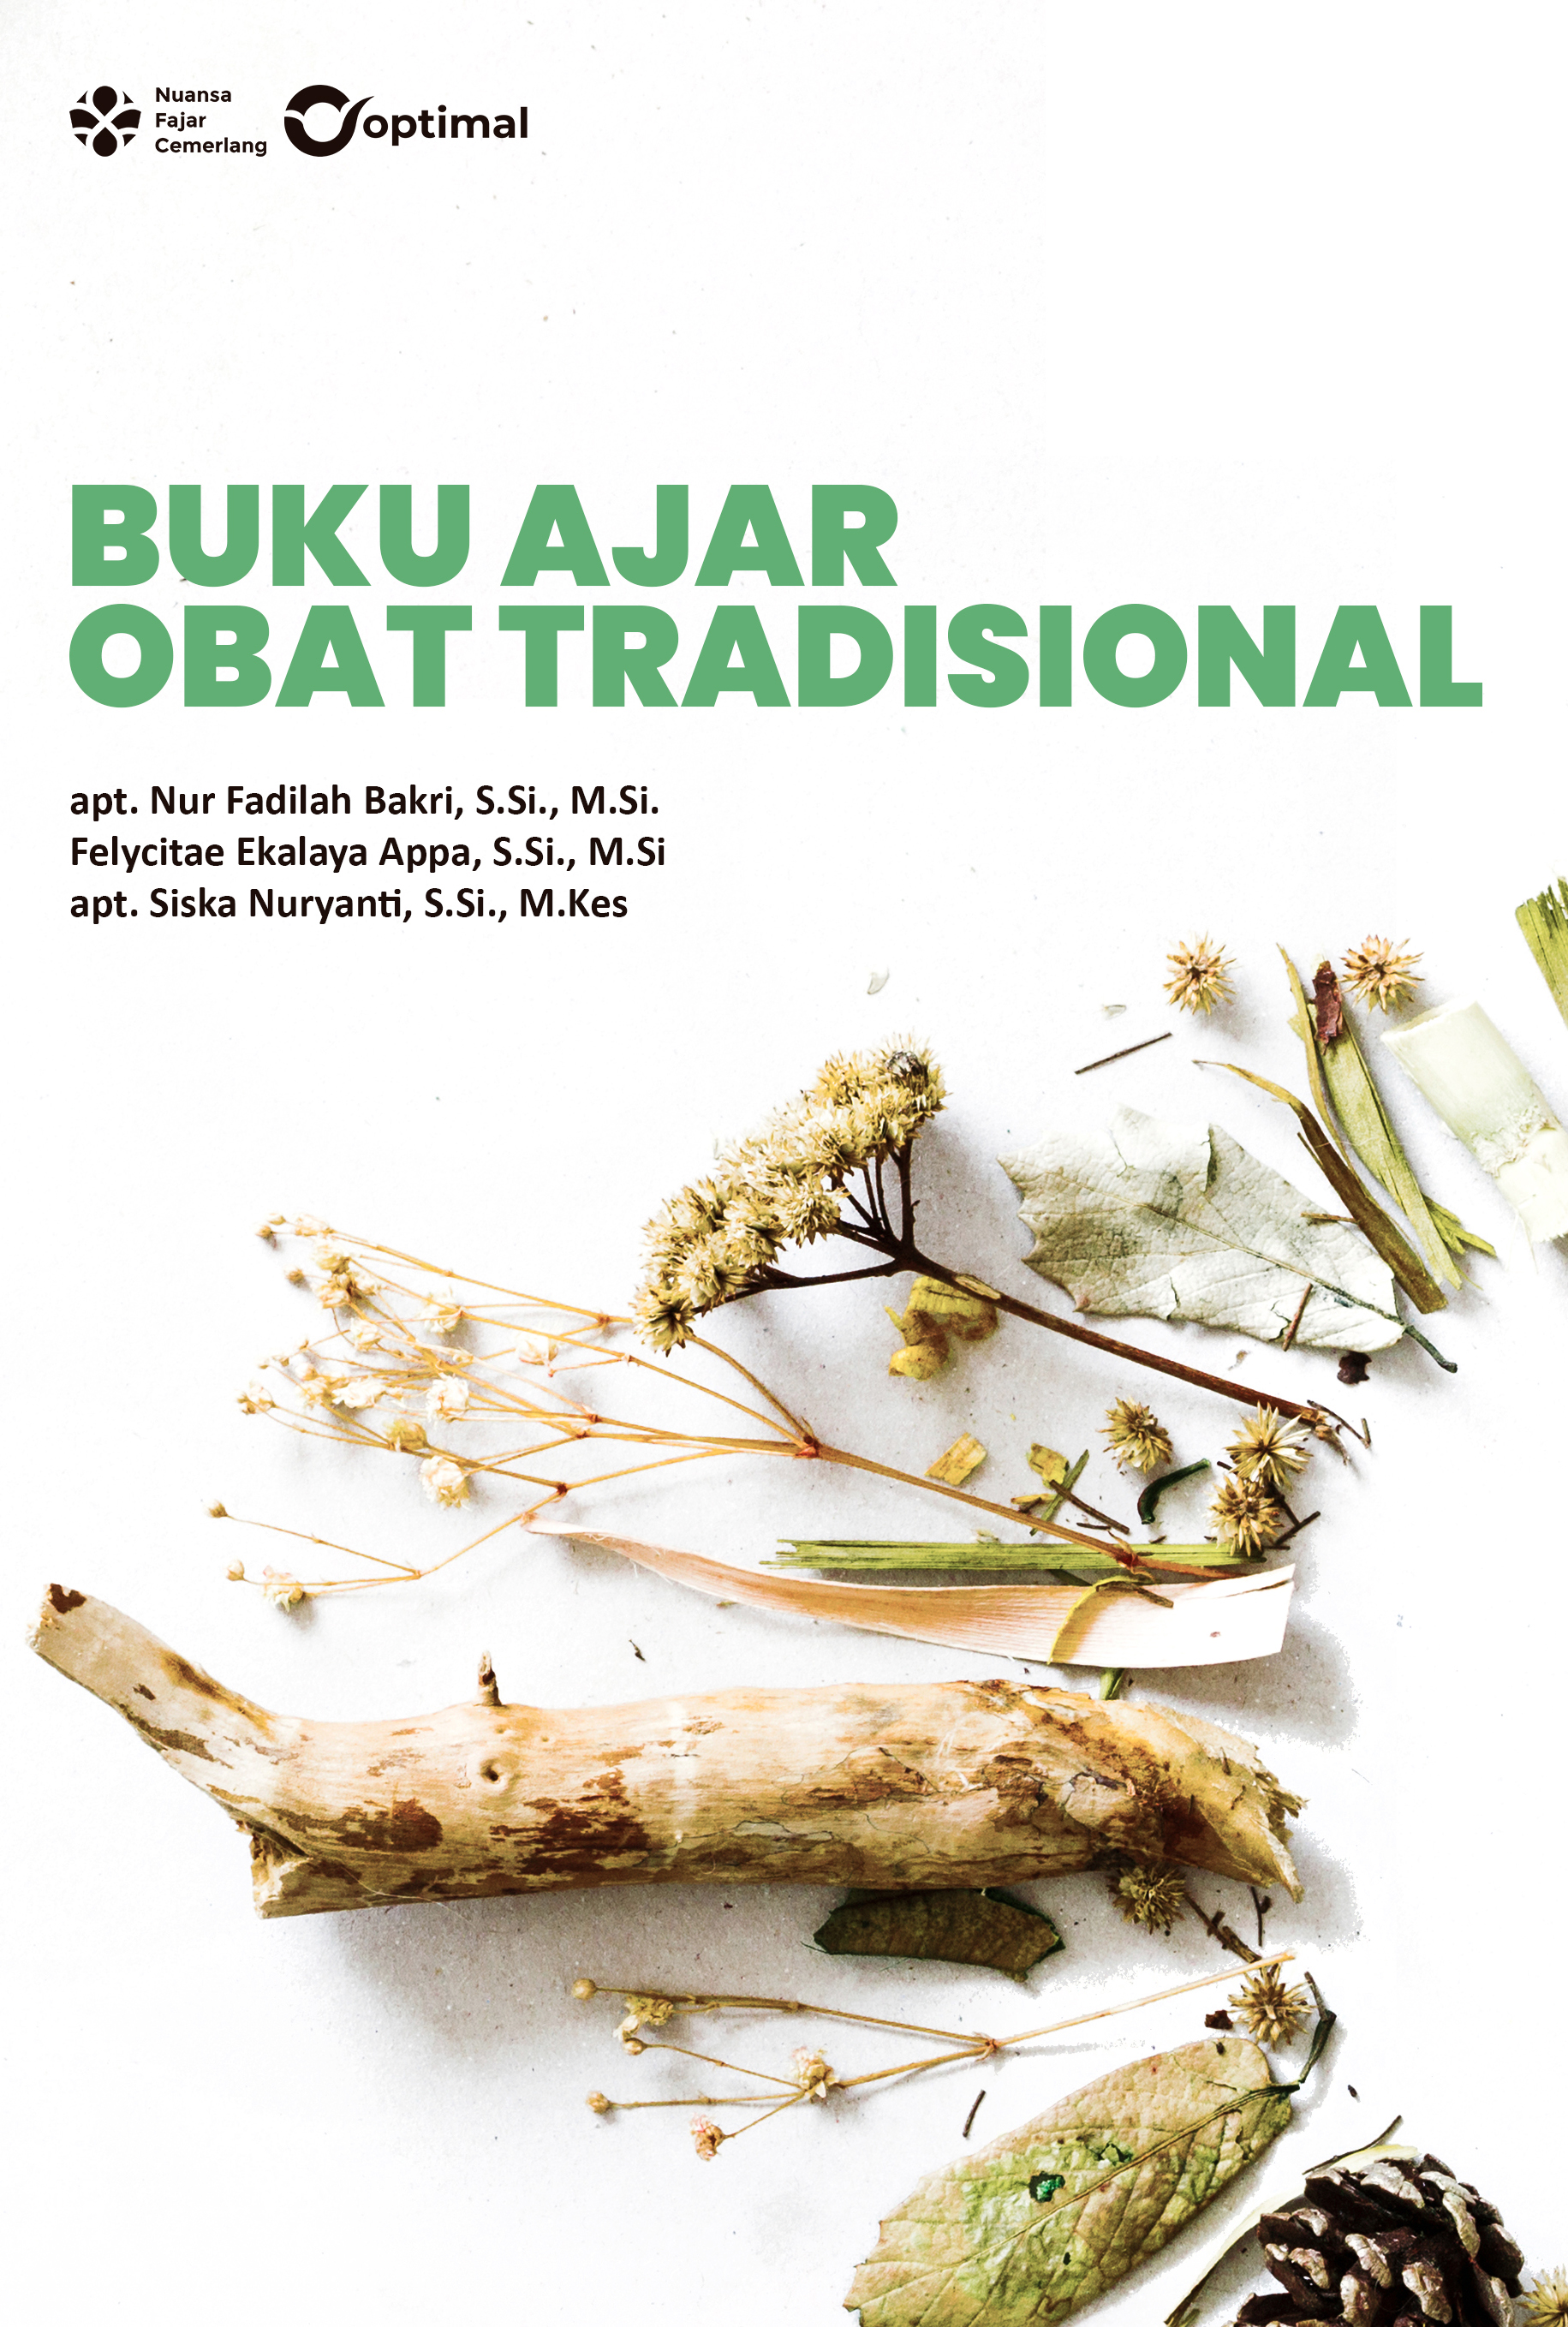 Nuansa
Fajar
Cemerlang
optimal
BUKU AJAR
OBAT TRADISIONAL
apt. Nur Fadilah Bakri, S.Si., M.Si.
Felycitae Ekalaya Appa, S.Si., M.Si
apt. Siska Nuryanti, S.Si., M.Kes